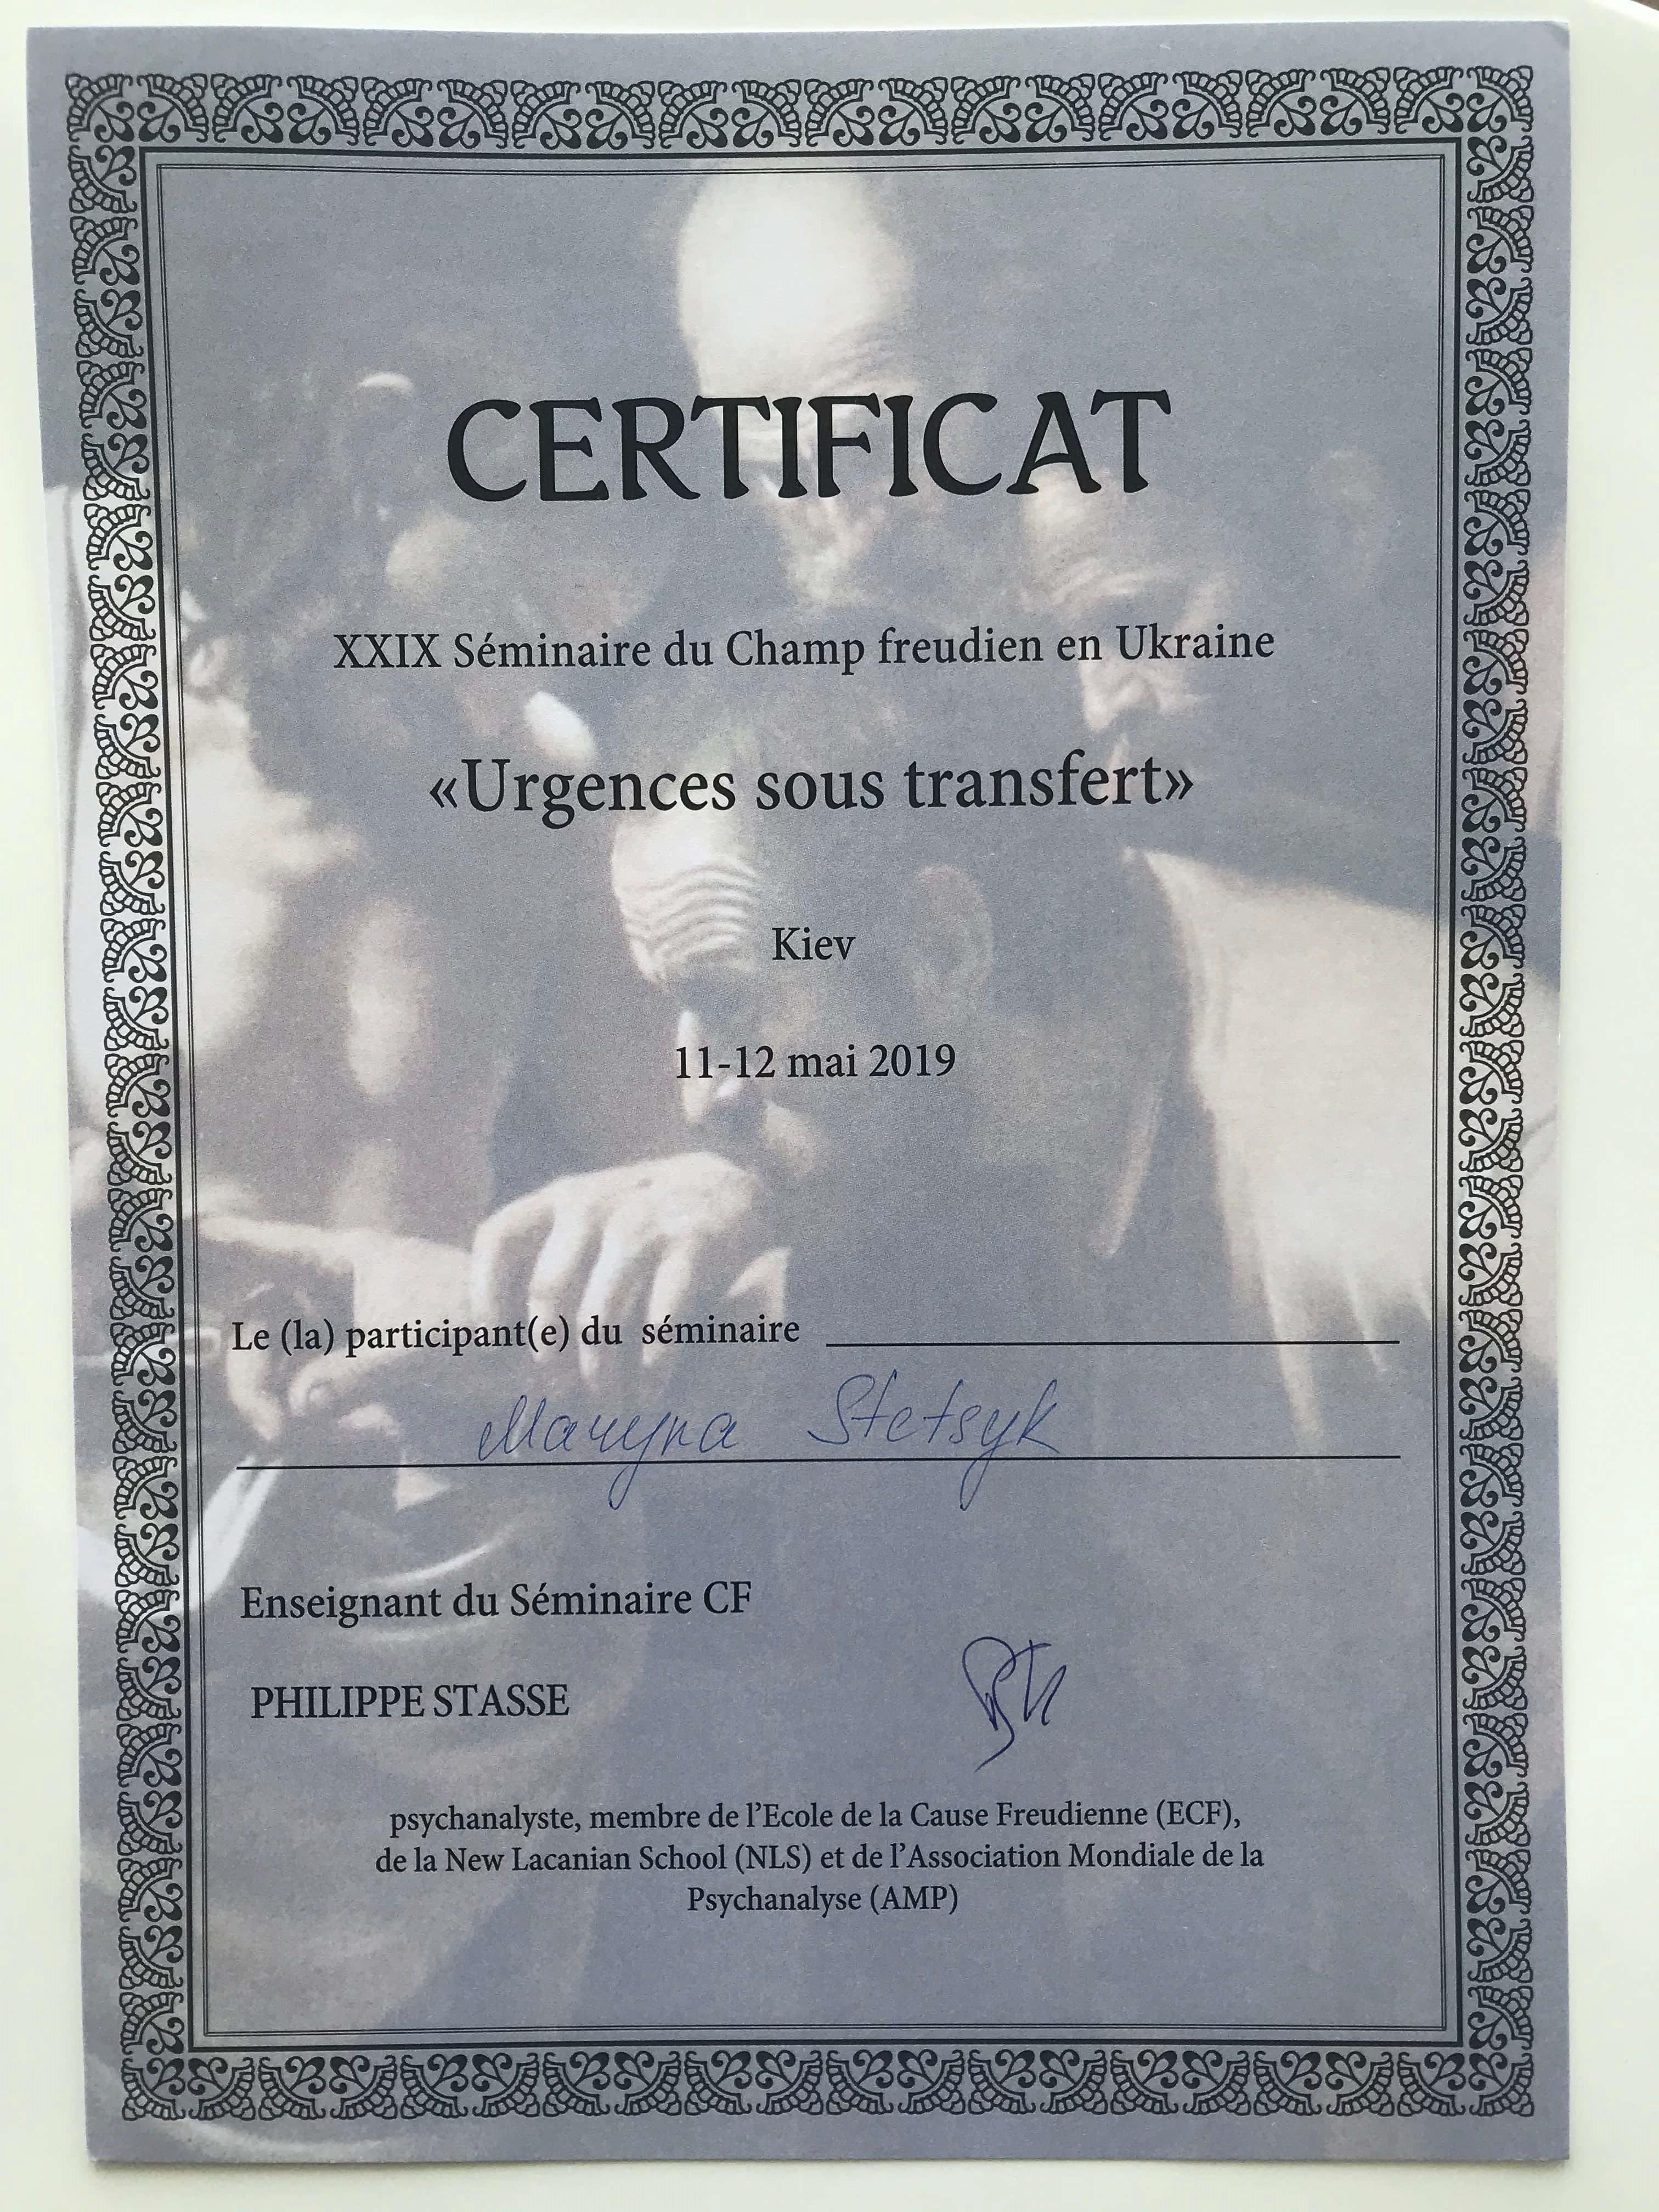 CERTIFICAT
XXIX Séminaire du Champ freudien en Ukraine
«Urgences sous transfert»
Kiev
11-12 mai 2019
Le (la) participant(e) du séminaire
Maryna Stetsyk
Enseignant du Séminaire CF
PHILIPPE STASSE
psychanalyste, membre de l'Ecole de la Cause Freudienne (ECF),
de la New Lacanian School (NLS) et de l'Association Mondiale de la
Psychanalyse (AMP)